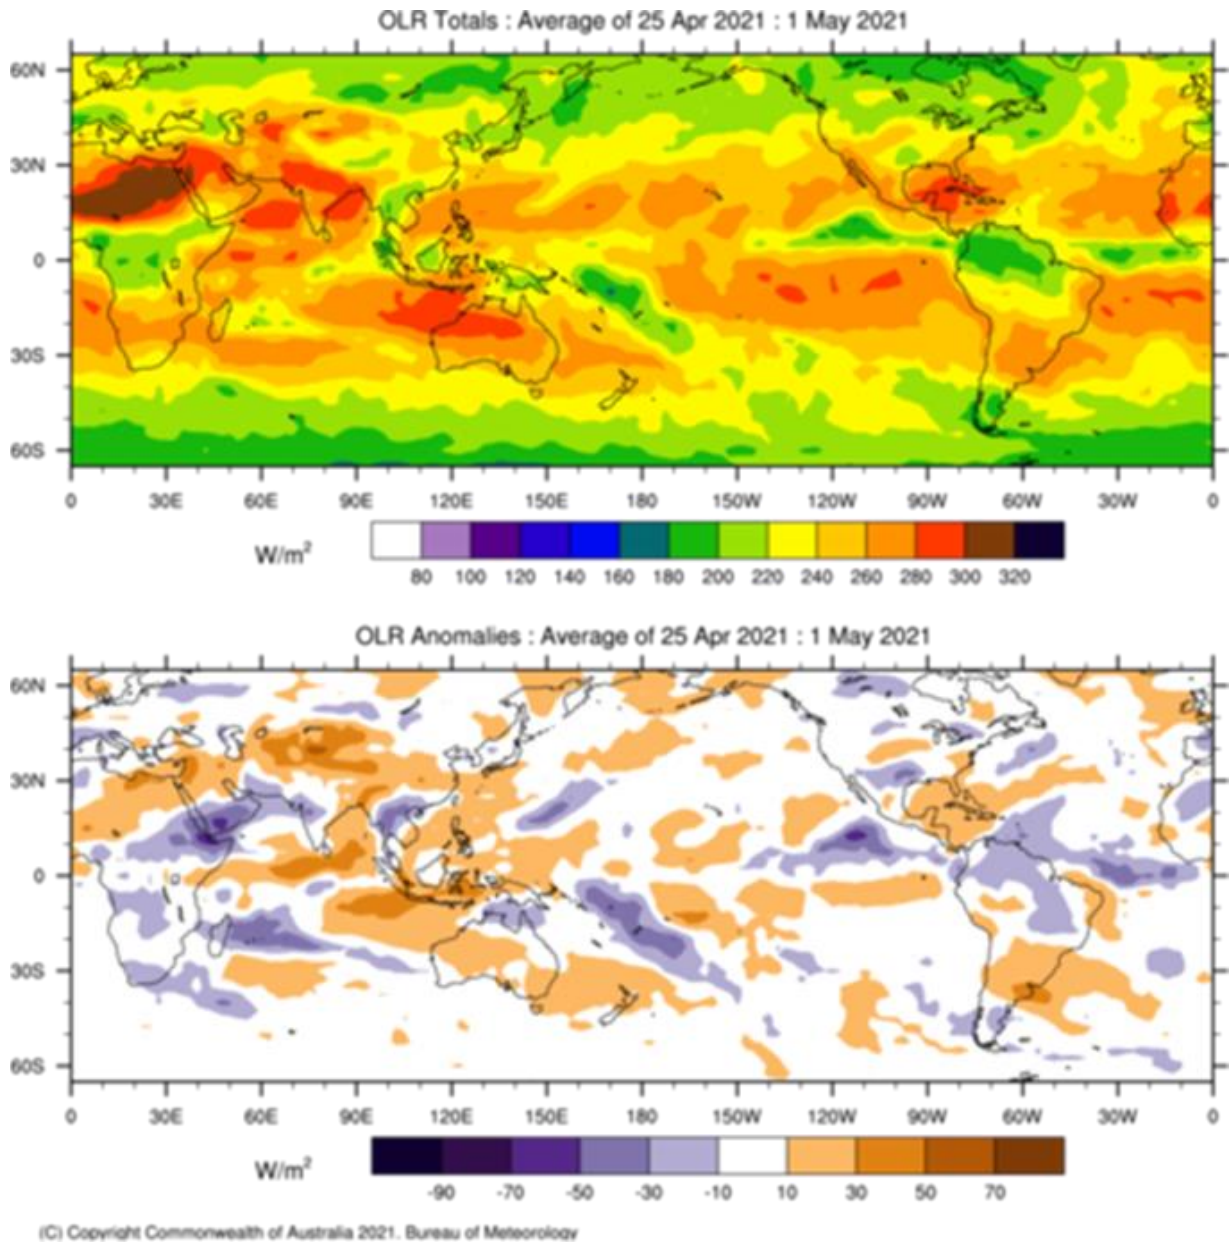 OLR Totals : Average of 25 Apr 2021 : 1 May 2021
60N
30N
0
30S
60S
0 30E 60E 90E 120E 150E 180 150W 120W 90W 60W 30W 0
W/m²
80 100 120 140 160 180 200 220 240 260 280 300 320
OLR Anomalies : Average of 25 Apr 2021 : 1 May 2021
60N
30N
0
30S
60S
0 30E 60E 90E 120E 150E 180 150W 120W 90W 60W 30W 0
W/m²
-90 -70 -50 -30 -10 10 30 50 70
(C) Copyright Commonwealth of Australia 2021. Bureau of Meteorology